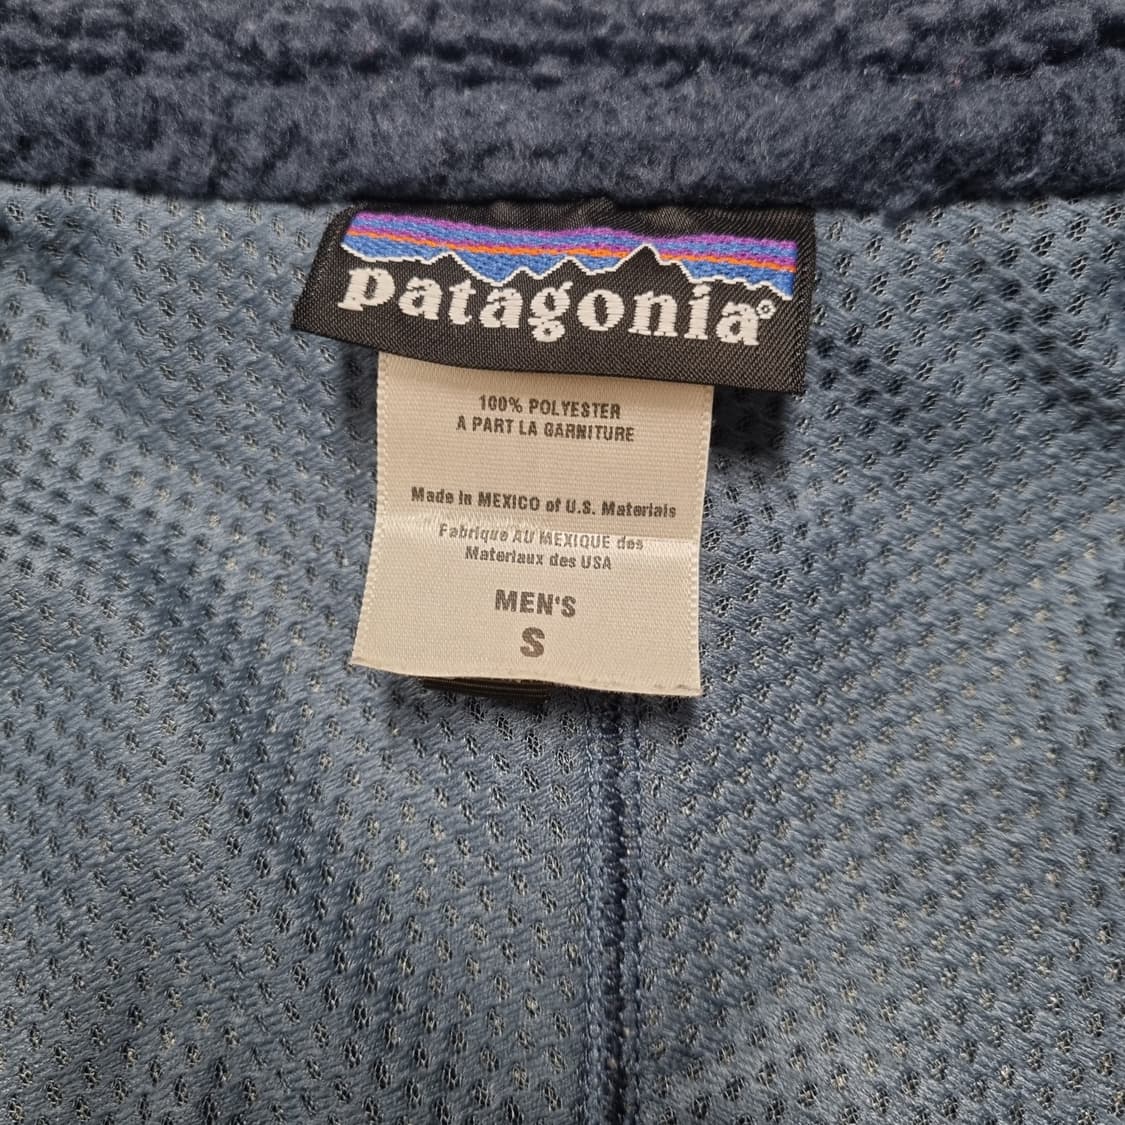 patagonia®
100% POLYESTER
A PART LA GARNITURE
Made in MEXICO of U.S. Materials
Fabrique AU MEXIQUE des
Materiaux des USA
MEN'S
S